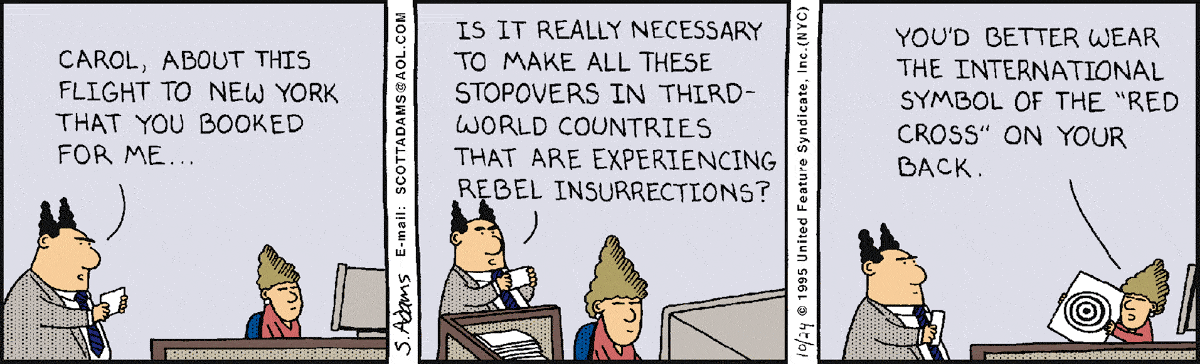 CAROL, ABOUT THIS
FLIGHT TO NEW YORK
THAT YOU BOOKED
FOR ME...
S. Adams E-mail: SCOTTADAMS@AOL.COM
IS IT REALLY NECESSARY
TO MAKE ALL THESE
STOPOVERS IN THIRD-
WORLD COUNTRIES
THAT ARE EXPERIENCING
REBEL INSURRECTIONS?
10/24 © 1995 United Feature Syndicate, Inc.(NYC)
YOU'D BETTER WEAR
THE INTERNATIONAL
SYMBOL OF THE "RED
CROSS" ON YOUR
BACK.